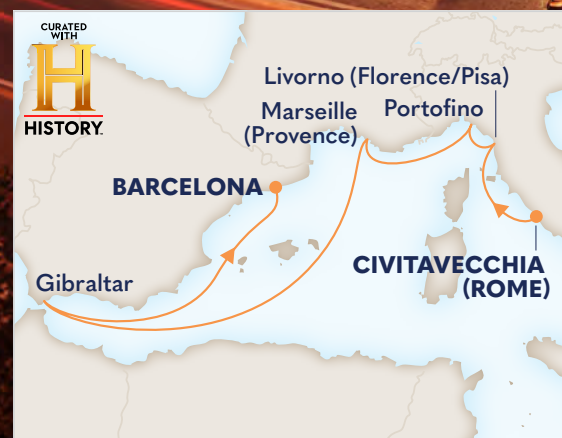 CURATED
WITH
H
HISTORY.
Livorno (Florence/Pisa)
Marseille
(Provence)
Portofino
BARCELONA
CIVITAVECCHIA
(ROME)
Gibraltar